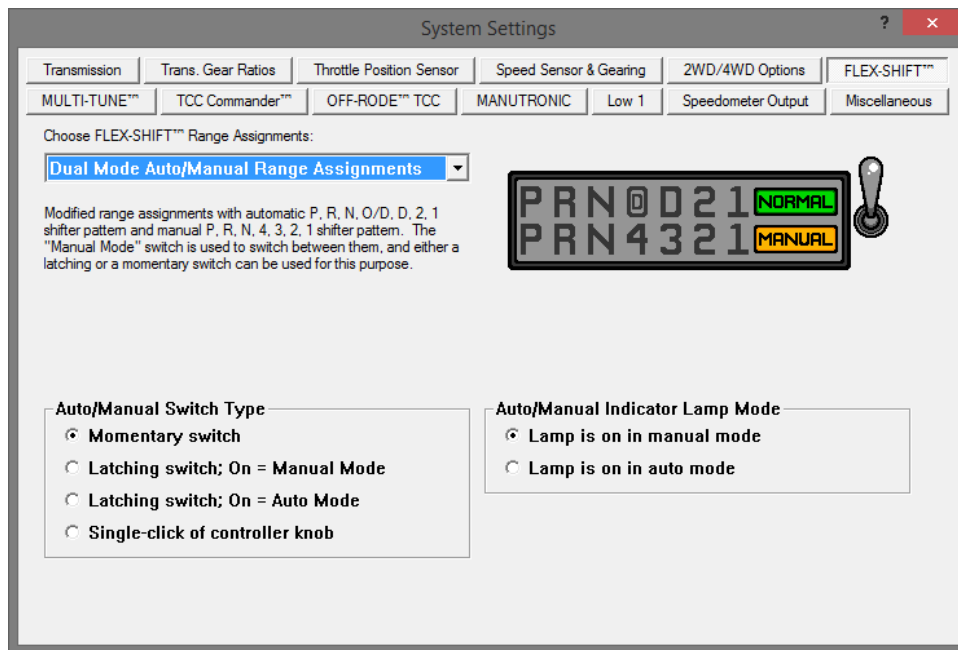 System Settings
?
×
Transmission
Trans. Gear Ratios
Throttle Position Sensor
Speed Sensor & Gearing
2WD/4WD Options
FLEX-SHIFT™
MULTI-TUNE™
TCC Commander™
OFF-RODE™ TCC
MANUTRONIC
Low 1
Speedometer Output
Miscellaneous
Choose FLEX-SHIFT™ Range Assignments:
Dual Mode Auto/Manual Range Assignments
Modified range assignments with automatic P, R, N, O/D, D, 2, 1
shifter pattern and manual P, R, N, 4, 3, 2, 1 shifter pattern. The
"Manual Mode" switch is used to switch between them, and either a
latching or a momentary switch can be used for this purpose.
P R N D D 2 1 NORMAL
P R N 4 3 2 1 MANUAL
Auto/Manual Switch Type
Momentary switch
Latching switch; On = Manual Mode
Latching switch; On = Auto Mode
Single-click of controller knob
Auto/Manual Indicator Lamp Mode
Lamp is on in manual mode
Lamp is on in auto mode